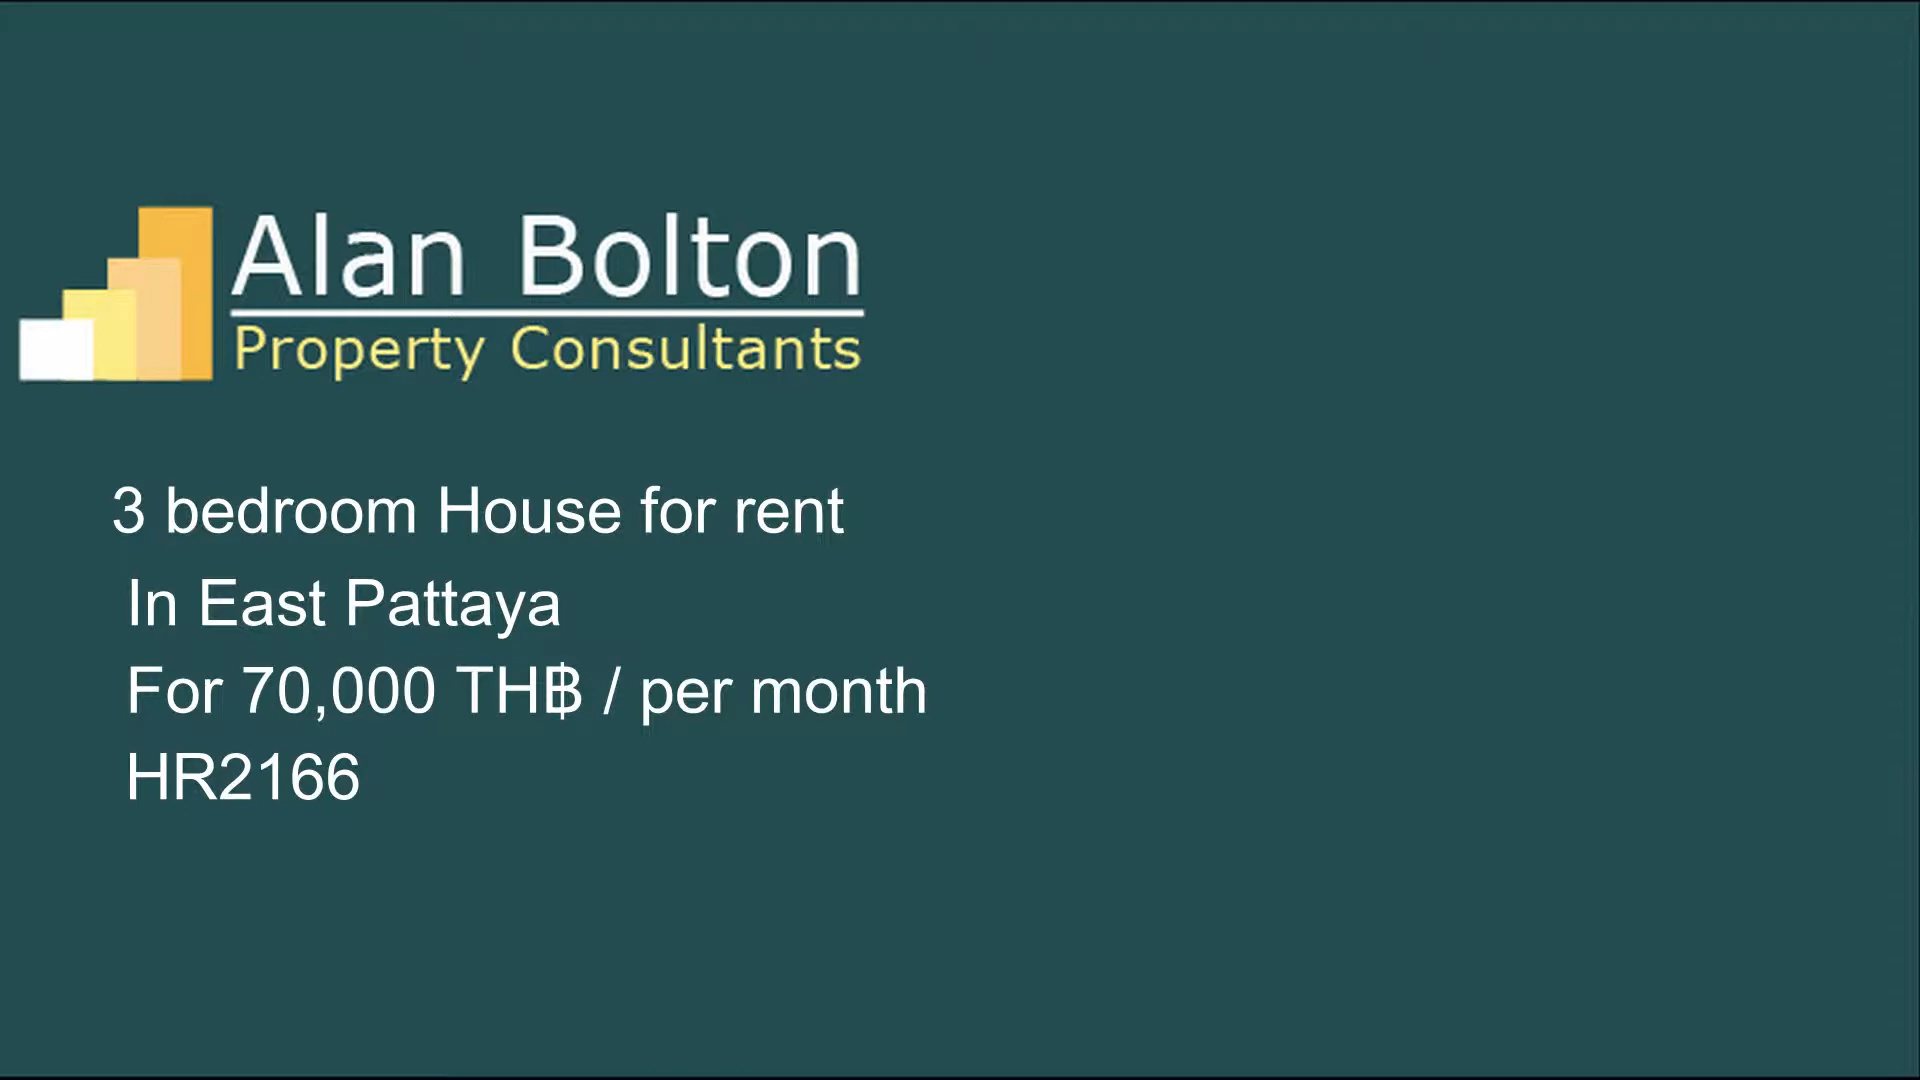 Alan Bolton
Property Consultants
3 bedroom House for rent
In East Pattaya
For 70,000 TH฿ / per month
HR2166